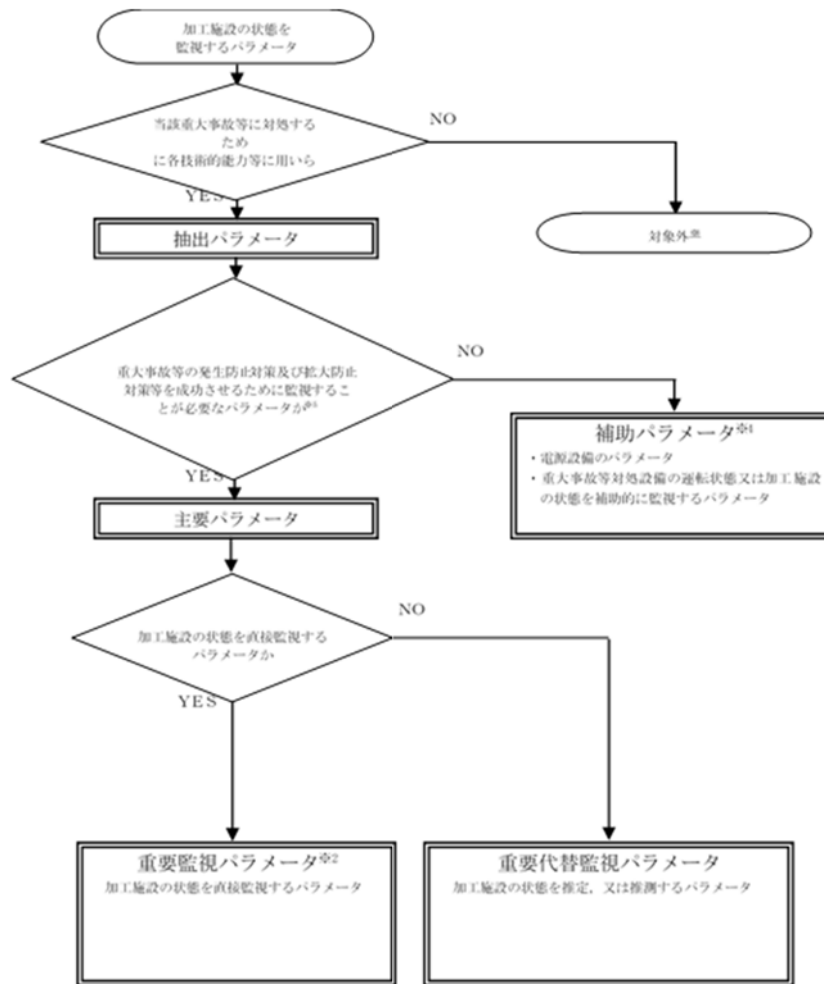 加工施設の状態を
監視するパラメータ
当該重大事故等に対処する
ため
に各技術的能力等に用いら
NO
YES
抽出パラメータ
対象外
重大事故等の発生防止対策及び拡大防止
対策等を成功させるために監視するこ
とが必要なパラメータか
NO
YES
補助パラメータ
・電源設備のパラメータ
・重大事故等対処設備の運転状態又は加工施設
の状態を補助的に監視するパラメータ
主要パラメータ
加工施設の状態を直接監視する
パラメータか
NO
YES
重要監視パラメータ※2
加工施設の状態を直接監視するパラメータ
重要代替監視パラメータ
加工施設の状態を推定，又は推測するパラメータ